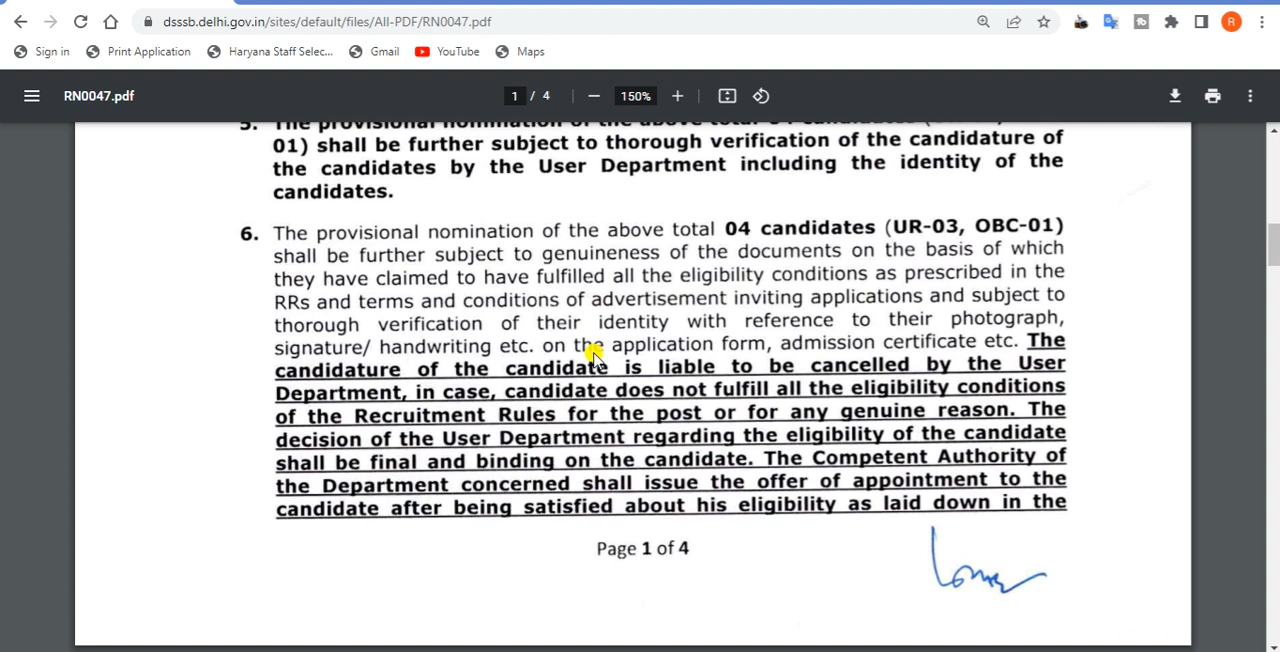 dsssb.delhi.gov.in/sites/default/files/All-PDF/RN0047.pdf
R
Sign in
Print Application
Haryana Staff Selec...
Gmail
YouTube
Maps
RN0047.pdf
1 / 4
150%
5. The provisional nomination of the above total 04 candidates
01) shall be further subject to thorough verification of the candidature of
the candidates by the User Department including the identity of the
candidates.
6. The provisional nomination of the above total 04 candidates (UR-03, OBC-01)
shall be further subject to genuineness of the documents on the basis of which
they have claimed to have fulfilled all the eligibility conditions as prescribed in the
RRs and terms and conditions of advertisement inviting applications and subject to
thorough verification of their identity with reference to their photograph,
signature/ handwriting etc. on the application form, admission certificate etc. The
candidature of the candidate is liable to be cancelled by the User
Department, in case, candidate does not fulfill all the eligibility conditions
of the Recruitment Rules for the post or for any genuine reason. The
decision of the User Department regarding the eligibility of the candidate
shall be final and binding on the candidate. The Competent Authority of
the Department concerned shall issue the offer of appointment to the
candidate after being satisfied about his eligibility as laid down in the
Page 1 of 4